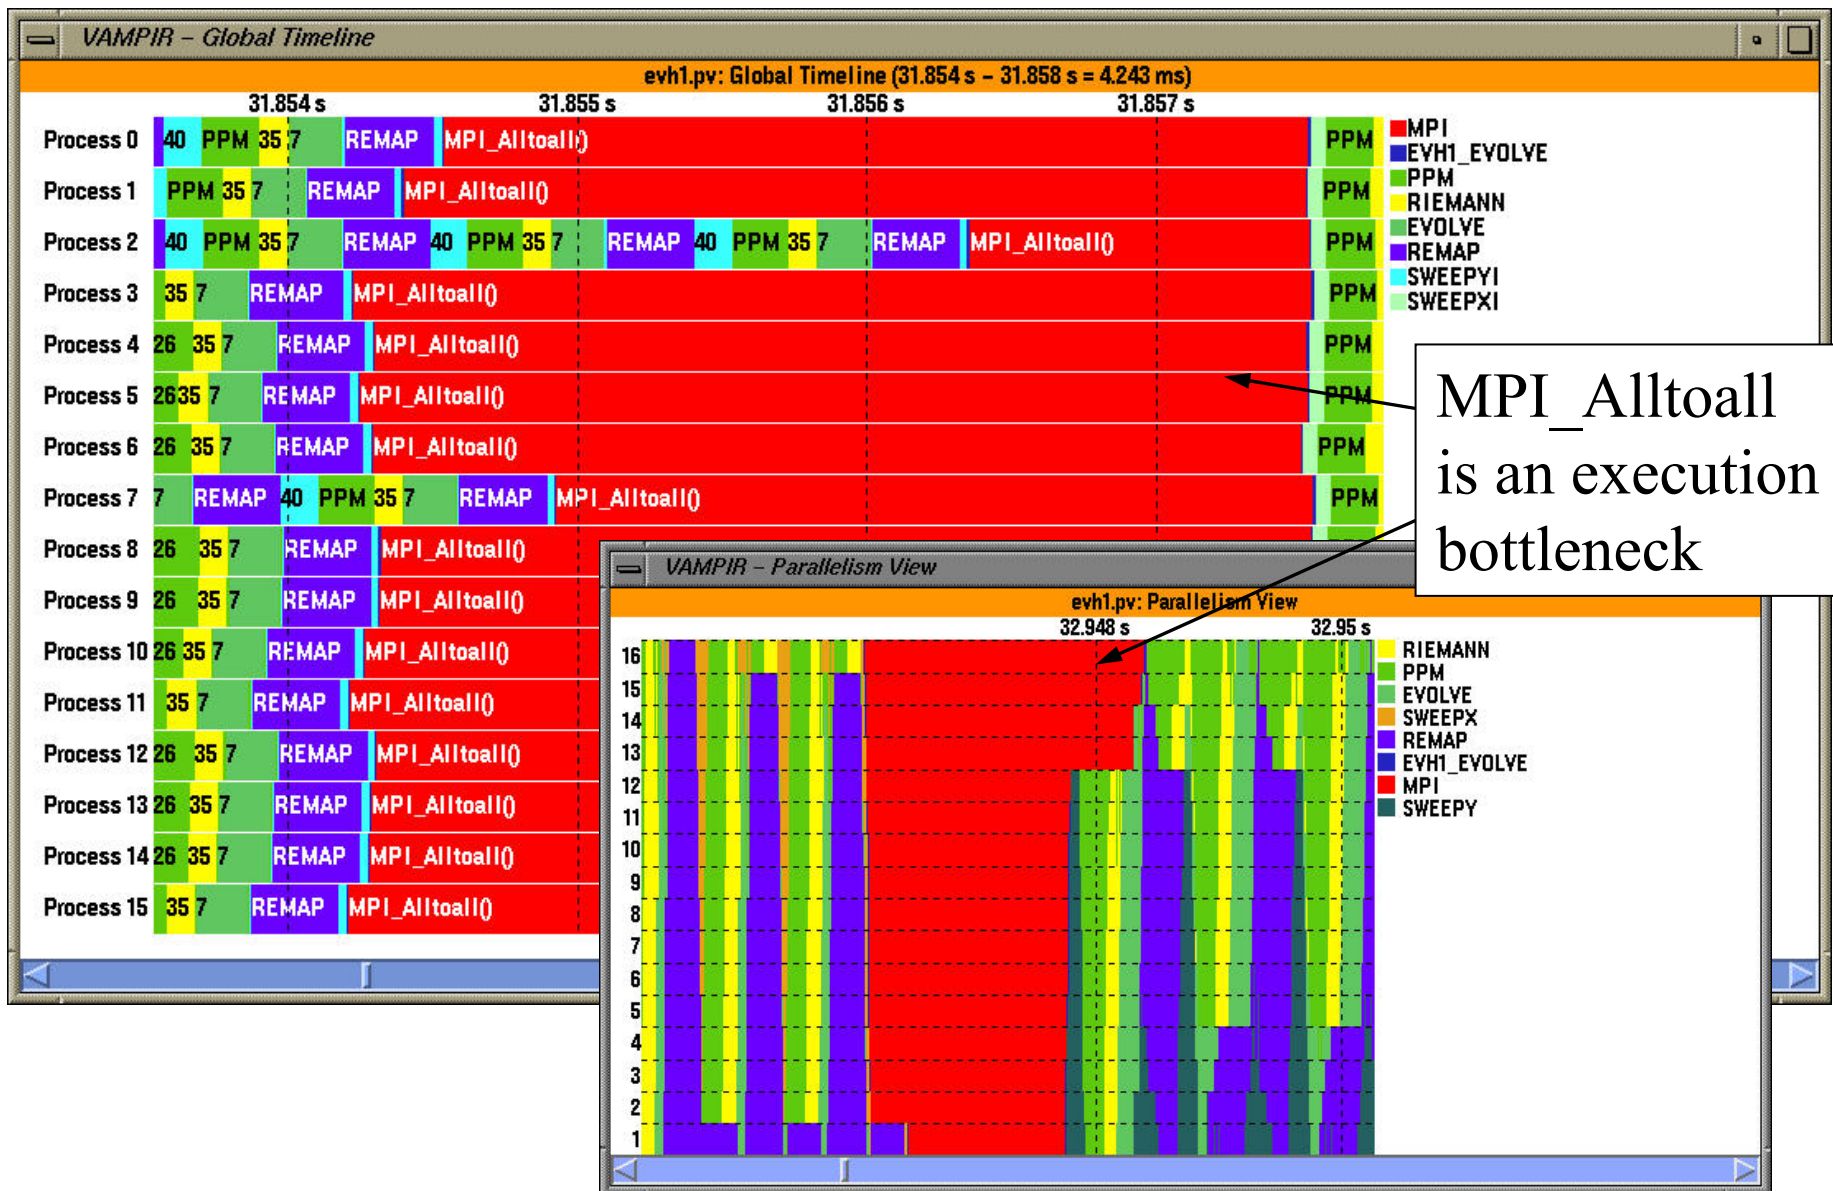 VAMPIR – Global Timeline
evh1.pv: Global Timeline (31.854 s – 31.858 s = 4.243 ms)
31.854 s 31.855 s 31.856 s 31.857 s
Process 0 40 PPM 35 7 REMAP MPI_Alltoall() PPM
Process 1 PPM 35 7 REMAP MPI_Alltoall() PPM
Process 2 40 PPM 35 7 REMAP 40 PPM 35 7 REMAP 40 PPM 35 7 REMAP MPI_Alltoall() PPM
Process 3 35 7 REMAP MPI_Alltoall() PPM
Process 4 26 35 7 REMAP MPI_Alltoall() PPM
Process 5 26 35 7 REMAP MPI_Alltoall() PPM
Process 6 26 35 7 REMAP MPI_Alltoall() PPM
Process 7 7 REMAP 40 PPM 35 7 REMAP MPI_Alltoall() PPM
Process 8 26 35 7 REMAP MPI_Alltoall()
Process 9 26 35 7 REMAP MPI_Alltoall()
Process 10 26 35 7 REMAP MPI_Alltoall()
Process 11 35 7 REMAP MPI_Alltoall()
Process 12 26 35 7 REMAP MPI_Alltoall()
Process 13 26 35 7 REMAP MPI_Alltoall()
Process 14 26 35 7 REMAP MPI_Alltoall()
Process 15 35 7 REMAP MPI_Alltoall()
MPI
EVH1_EVOLVE
PPM
RIEMANN
EVOLVE
REMAP
SWEEPYI
SWEEPXI
MPI_Alltoall
is an execution
bottleneck
VAMPIR – Parallelism View
evh1.pv: Parallelism View
32.948 s 32.95 s
16
15
14
13
12
11
10
9
8
7
6
5
4
3
2
1
RIEMANN
PPM
EVOLVE
SWEEPX
REMAP
EVH1_EVOLVE
MPI
SWEEPY